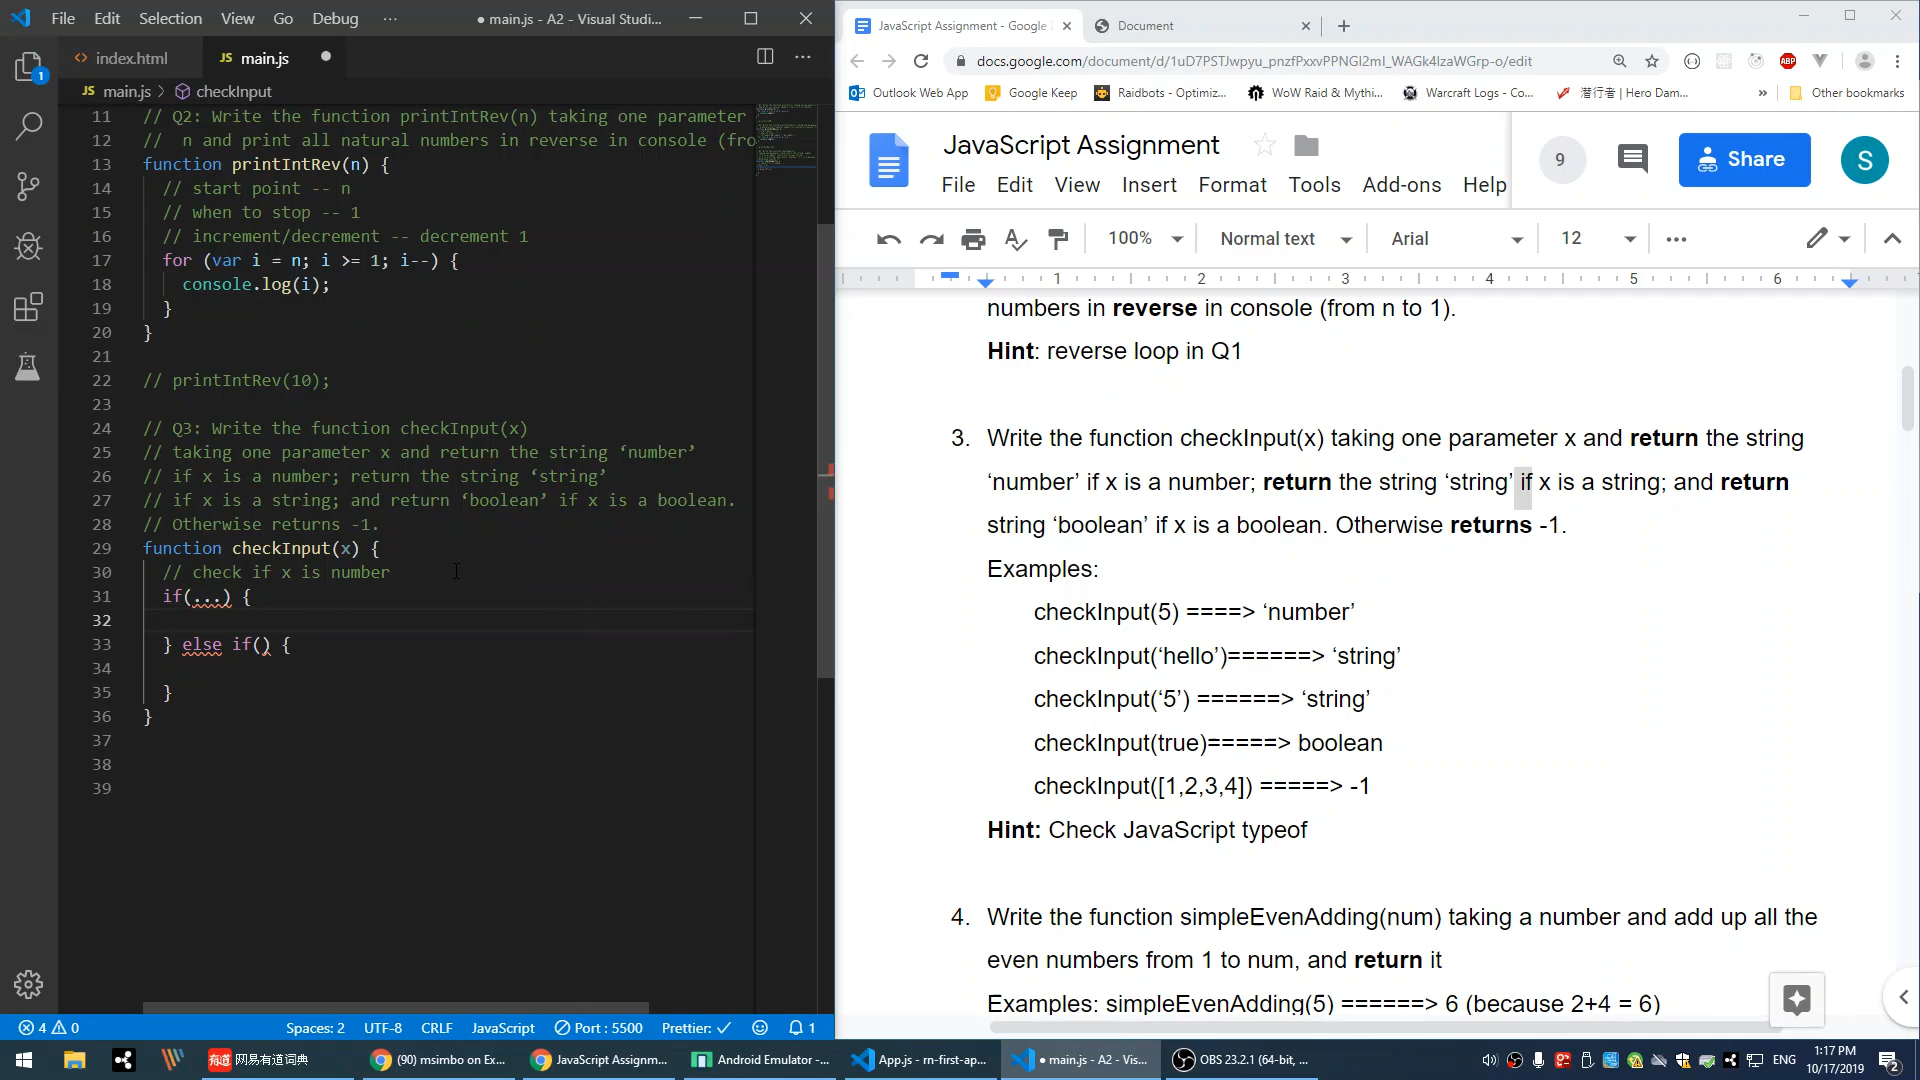 File Edit Selection View Go Debug ··· ● main.js - A2 - Visual Studi...
index.html JS main.js
JS main.js > checkInput
11 // Q2: Write the function printIntRev(n) taking one parameter
12 //  n and print all natural numbers in reverse in console (fro
13 function printIntRev(n) {
14 // start point -- n
15 // when to stop -- 1
16 // increment/decrement -- decrement 1
17 for (var i = n; i >= 1; i--) {
18 console.log(i);
19 }
20 }
21
22 // printIntRev(10);
23
24 // Q3: Write the function checkInput(x)
25 // taking one parameter x and return the string ‘number’
26 // if x is a number; return the string ‘string’
27 // if x is a string; and return ‘boolean’ if x is a boolean.
28 // Otherwise returns -1.
29 function checkInput(x) {
30 // check if x is number
31 if(...) {
32
33 } else if() {
34
35 }
36 }
37
38
39
1
4 0 Spaces: 2 UTF-8 CRLF JavaScript Port : 5500 Prettier: ✓ 1
JavaScript Assignment - Google Document
docs.google.com/document/d/1uD7PSTJwpyu_pnzfPxxvPPNGl2ml_WAGk4lzaWGrp-o/edit
ABP
Outlook Web App Google Keep Raidbots - Optimiz... WoW Raid & Mythi... Warcraft Logs - Co... 潜行者 | Hero Dam... » Other bookmarks
JavaScript Assignment 9 Share S
File Edit View Insert Format Tools Add-ons Help
100% Normal text Arial 12 ···
1 2 3 4 5 6
numbers in reverse in console (from n to 1).
Hint: reverse loop in Q1
3. Write the function checkInput(x) taking one parameter x and return the string
‘number’ if x is a number; return the string ‘string’ if x is a string; and return
string ‘boolean’ if x is a boolean. Otherwise returns -1.
Examples:
checkInput(5) ====> ‘number’
checkInput(‘hello’)======> ‘string’
checkInput(‘5’) ======> ‘string’
checkInput(true)=====> boolean
checkInput([1,2,3,4]) =====> -1
Hint: Check JavaScript typeof
4. Write the function simpleEvenAdding(num) taking a number and add up all the
even numbers from 1 to num, and return it
Examples: simpleEvenAdding(5) ======> 6 (because 2+4 = 6)
有道 网易有道词典 (90) msimbo on Ex... JavaScript Assignm... Android Emulator -... App.js - rn-first-ap... ● main.js - A2 - Vis... OBS 23.2.1 (64-bit, ... ENG 1:17 PM
10/17/2019 2